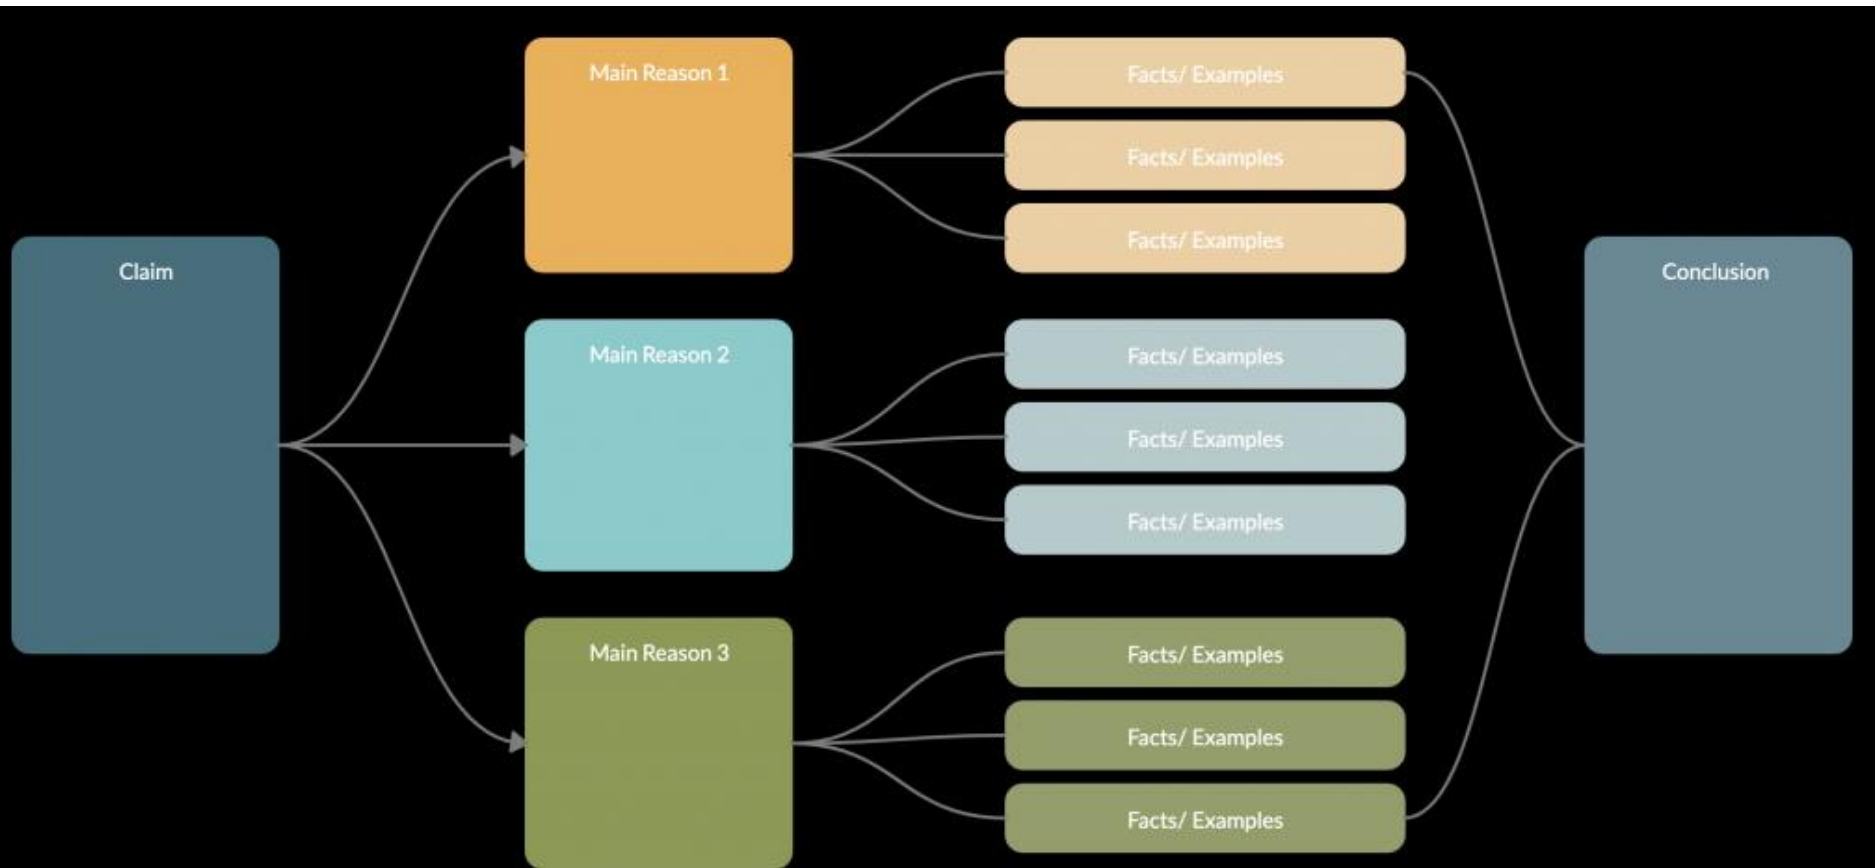 Claim
Main Reason 1
Facts/ Examples
Facts/ Examples
Facts/ Examples
Main Reason 2
Facts/ Examples
Facts/ Examples
Facts/ Examples
Main Reason 3
Facts/ Examples
Facts/ Examples
Facts/ Examples
Conclusion